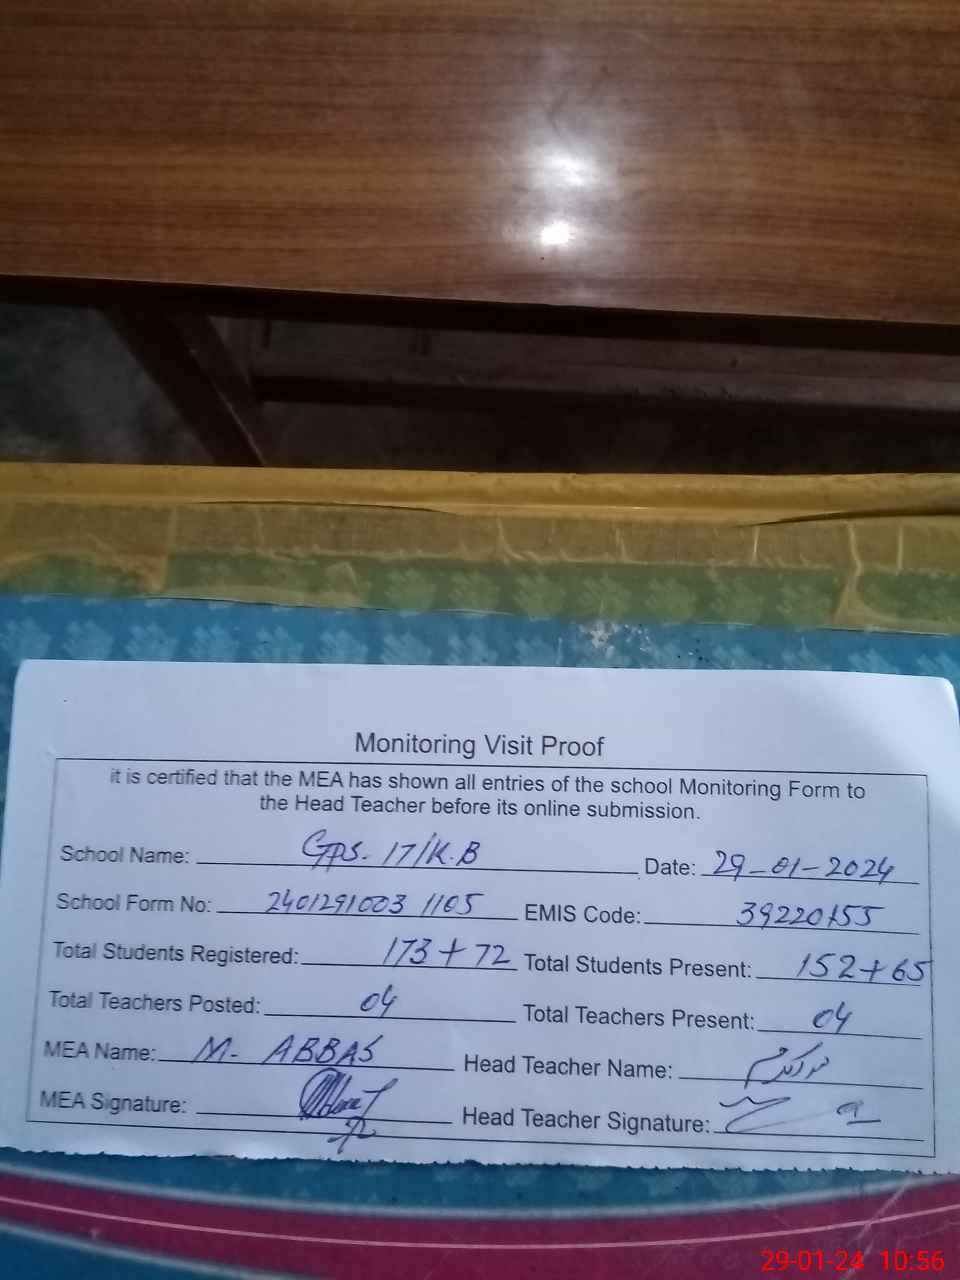 Monitoring Visit Proof
it is certified that the MEA has shown all entries of the school Monitoring Form to
the Head Teacher before its online submission.
School Name: GPS. 17/K.B Date: 29-01-2024
School Form No: 2401291003 1105 EMIS Code: 39220155
Total Students Registered: 173+72 Total Students Present: 152+65
Total Teachers Posted: 04 Total Teachers Present: 04
MEA Name: M. ABBAS Head Teacher Name:
MEA Signature: Head Teacher Signature:
29-01-24 10:56